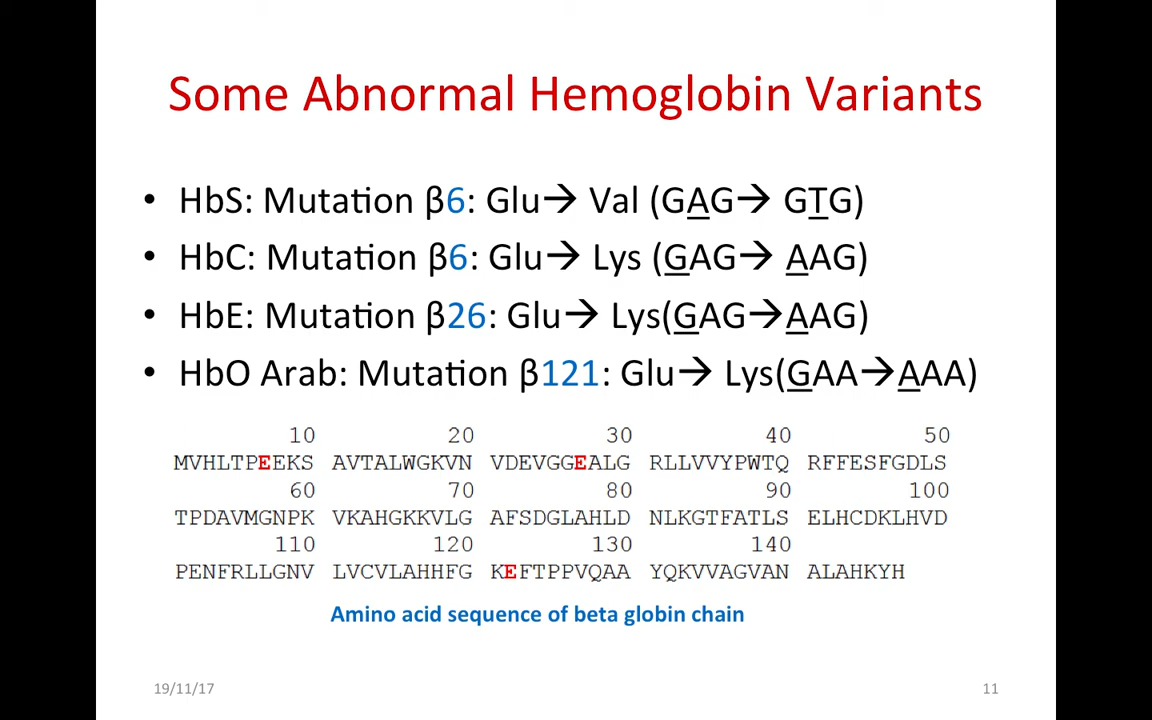 Some Abnormal Hemoglobin Variants
• HbS: Mutation β6: Glu→ Val (GAG→ GTG)
• HbC: Mutation β6: Glu→ Lys (GAG→ AAG)
• HbE: Mutation β26: Glu→ Lys(GAG→AAG)
• HbO Arab: Mutation β121: Glu→ Lys(GAA→AAA)
10 20 30 40 50
MVHLTPEEKS AVTALWGKVN VDEVGGEALG RLLVVYPWTQ RFFESFGDLS
60 70 80 90 100
TPDAVMGNPK VKAHGKKVLG AFSDGLAHLD NLKGTFATLS ELHCDKLHVD
110 120 130 140
PENFRLLGNV LVCVLAHHFG KEFTPPVQAA YQKVVAGVAN ALAHKYH
Amino acid sequence of beta globin chain
19/11/17 11